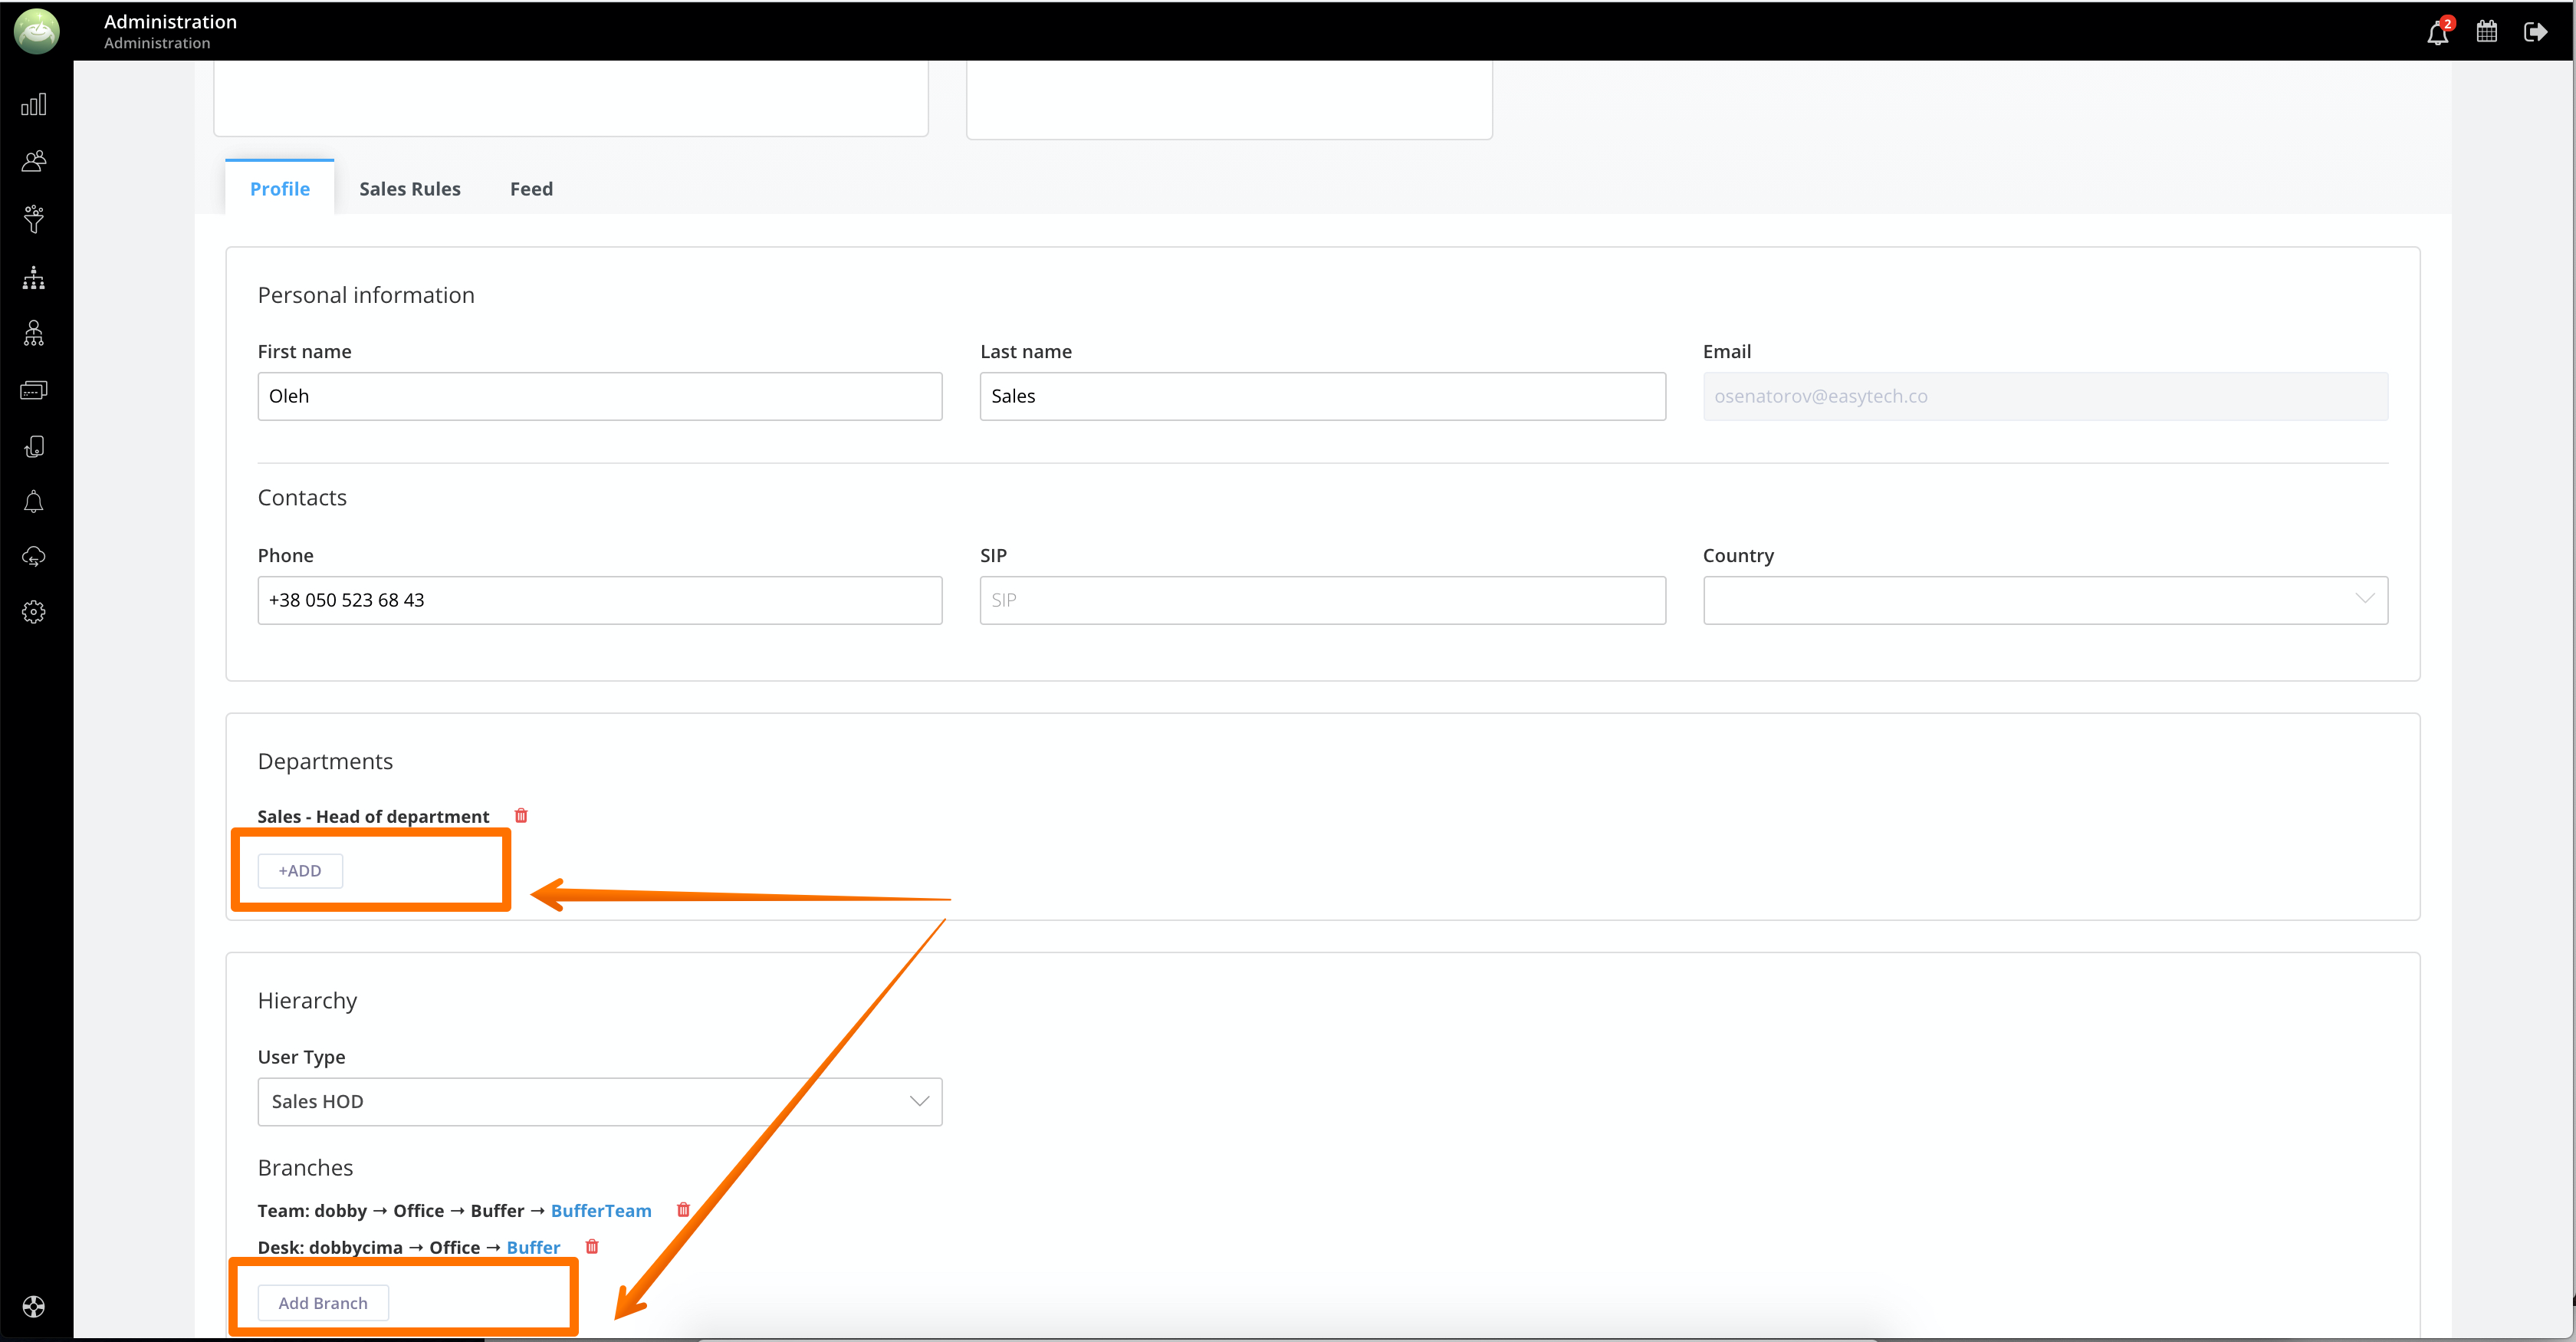 Administration
Administration
2
Profile Sales Rules Feed
Personal information
First name Last name Email
Oleh Sales osenatorov@easytech.co
Contacts
Phone SIP Country
+38 050 523 68 43 SIP
Departments
Sales - Head of department
+ADD
Hierarchy
User Type
Sales HOD
Branches
Team: dobby → Office → Buffer → BufferTeam
Desk: dobbycima → Office → Buffer
Add Branch